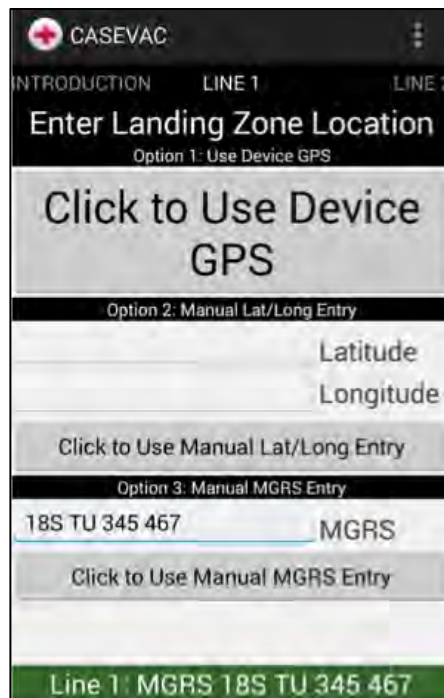 CASEVAC
INTRODUCTION LINE 1 LINE 2
Enter Landing Zone Location
Option 1: Use Device GPS
Click to Use Device
GPS
Option 2: Manual Lat/Long Entry
Latitude
Longitude
Click to Use Manual Lat/Long Entry
Option 3: Manual MGRS Entry
18S TU 345 467 MGRS
Click to Use Manual MGRS Entry
Line 1: MGRS 18S TU 345 467